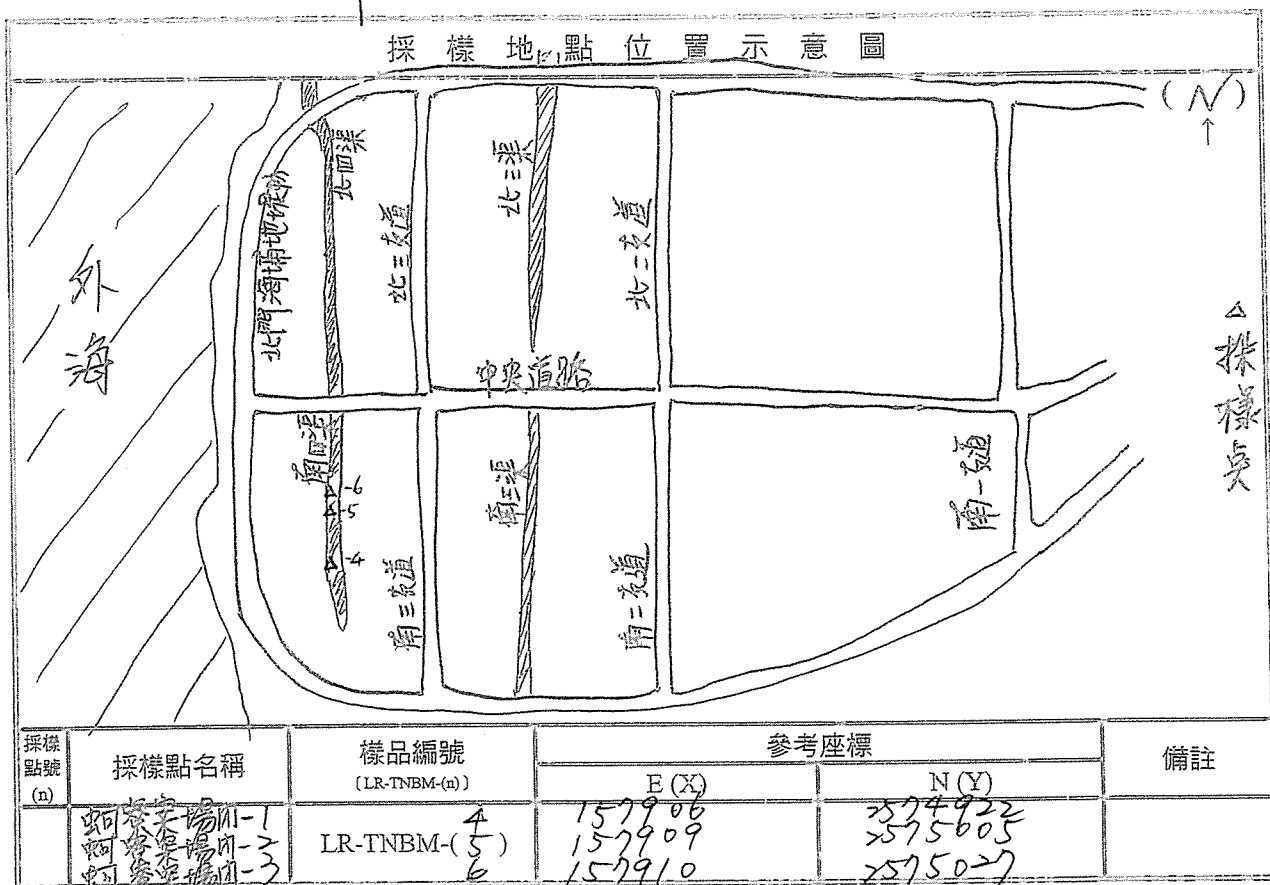 採樣地點位置示意圖
(N)
↑
外海
北門海埔地堤防
北四渠
北三支道
北三渠
北二支道
中央道路
△採樣点
南四渠
-6
-5
-4
南三支道
南三渠
南二支道
南一支道
採樣點號(n)
採樣點名稱
樣品編號
〔LR-TNBM-(n)〕
參考座標
E (X)
N (Y)
備註
-1
4
157906
2574922
-2
LR-TNBM-(5)
157909
2575005
-3
6
157910
2575027